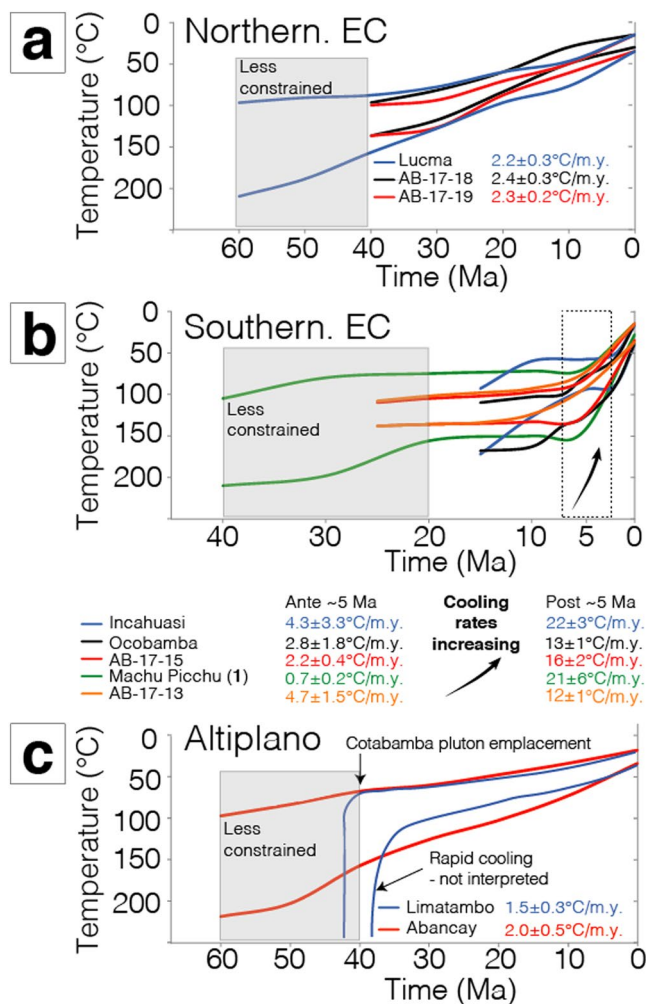 a
Northern. EC
Temperature (°C)
0
50
100
150
200
Less
constrained
Lucma 2.2±0.3°C/m.y.
AB-17-18 2.4±0.3°C/m.y.
AB-17-19 2.3±0.2°C/m.y.
60 50 40 30 20 10 0
Time (Ma)
b
Southern. EC
Temperature (°C)
0
50
100
150
200
Less
constrained
40 30 20 10 5 0
Time (Ma)
Ante ~5 Ma Cooling Post ~5 Ma
Incahuasi 4.3±3.3°C/m.y. rates 22±3°C/m.y.
Ocobamba 2.8±1.8°C/m.y. increasing 13±1°C/m.y.
AB-17-15 2.2±0.4°C/m.y. 16±2°C/m.y.
Machu Picchu (1) 0.7±0.2°C/m.y. 21±6°C/m.y.
AB-17-13 4.7±1.5°C/m.y. 12±1°C/m.y.
c
Altiplano
Cotabamba pluton emplacement
Temperature (°C)
0
50
100
150
200
Less
constrained
Rapid cooling
- not interpreted
Limatambo 1.5±0.3°C/m.y.
Abancay 2.0±0.5°C/m.y.
60 50 40 30 20 10 0
Time (Ma)